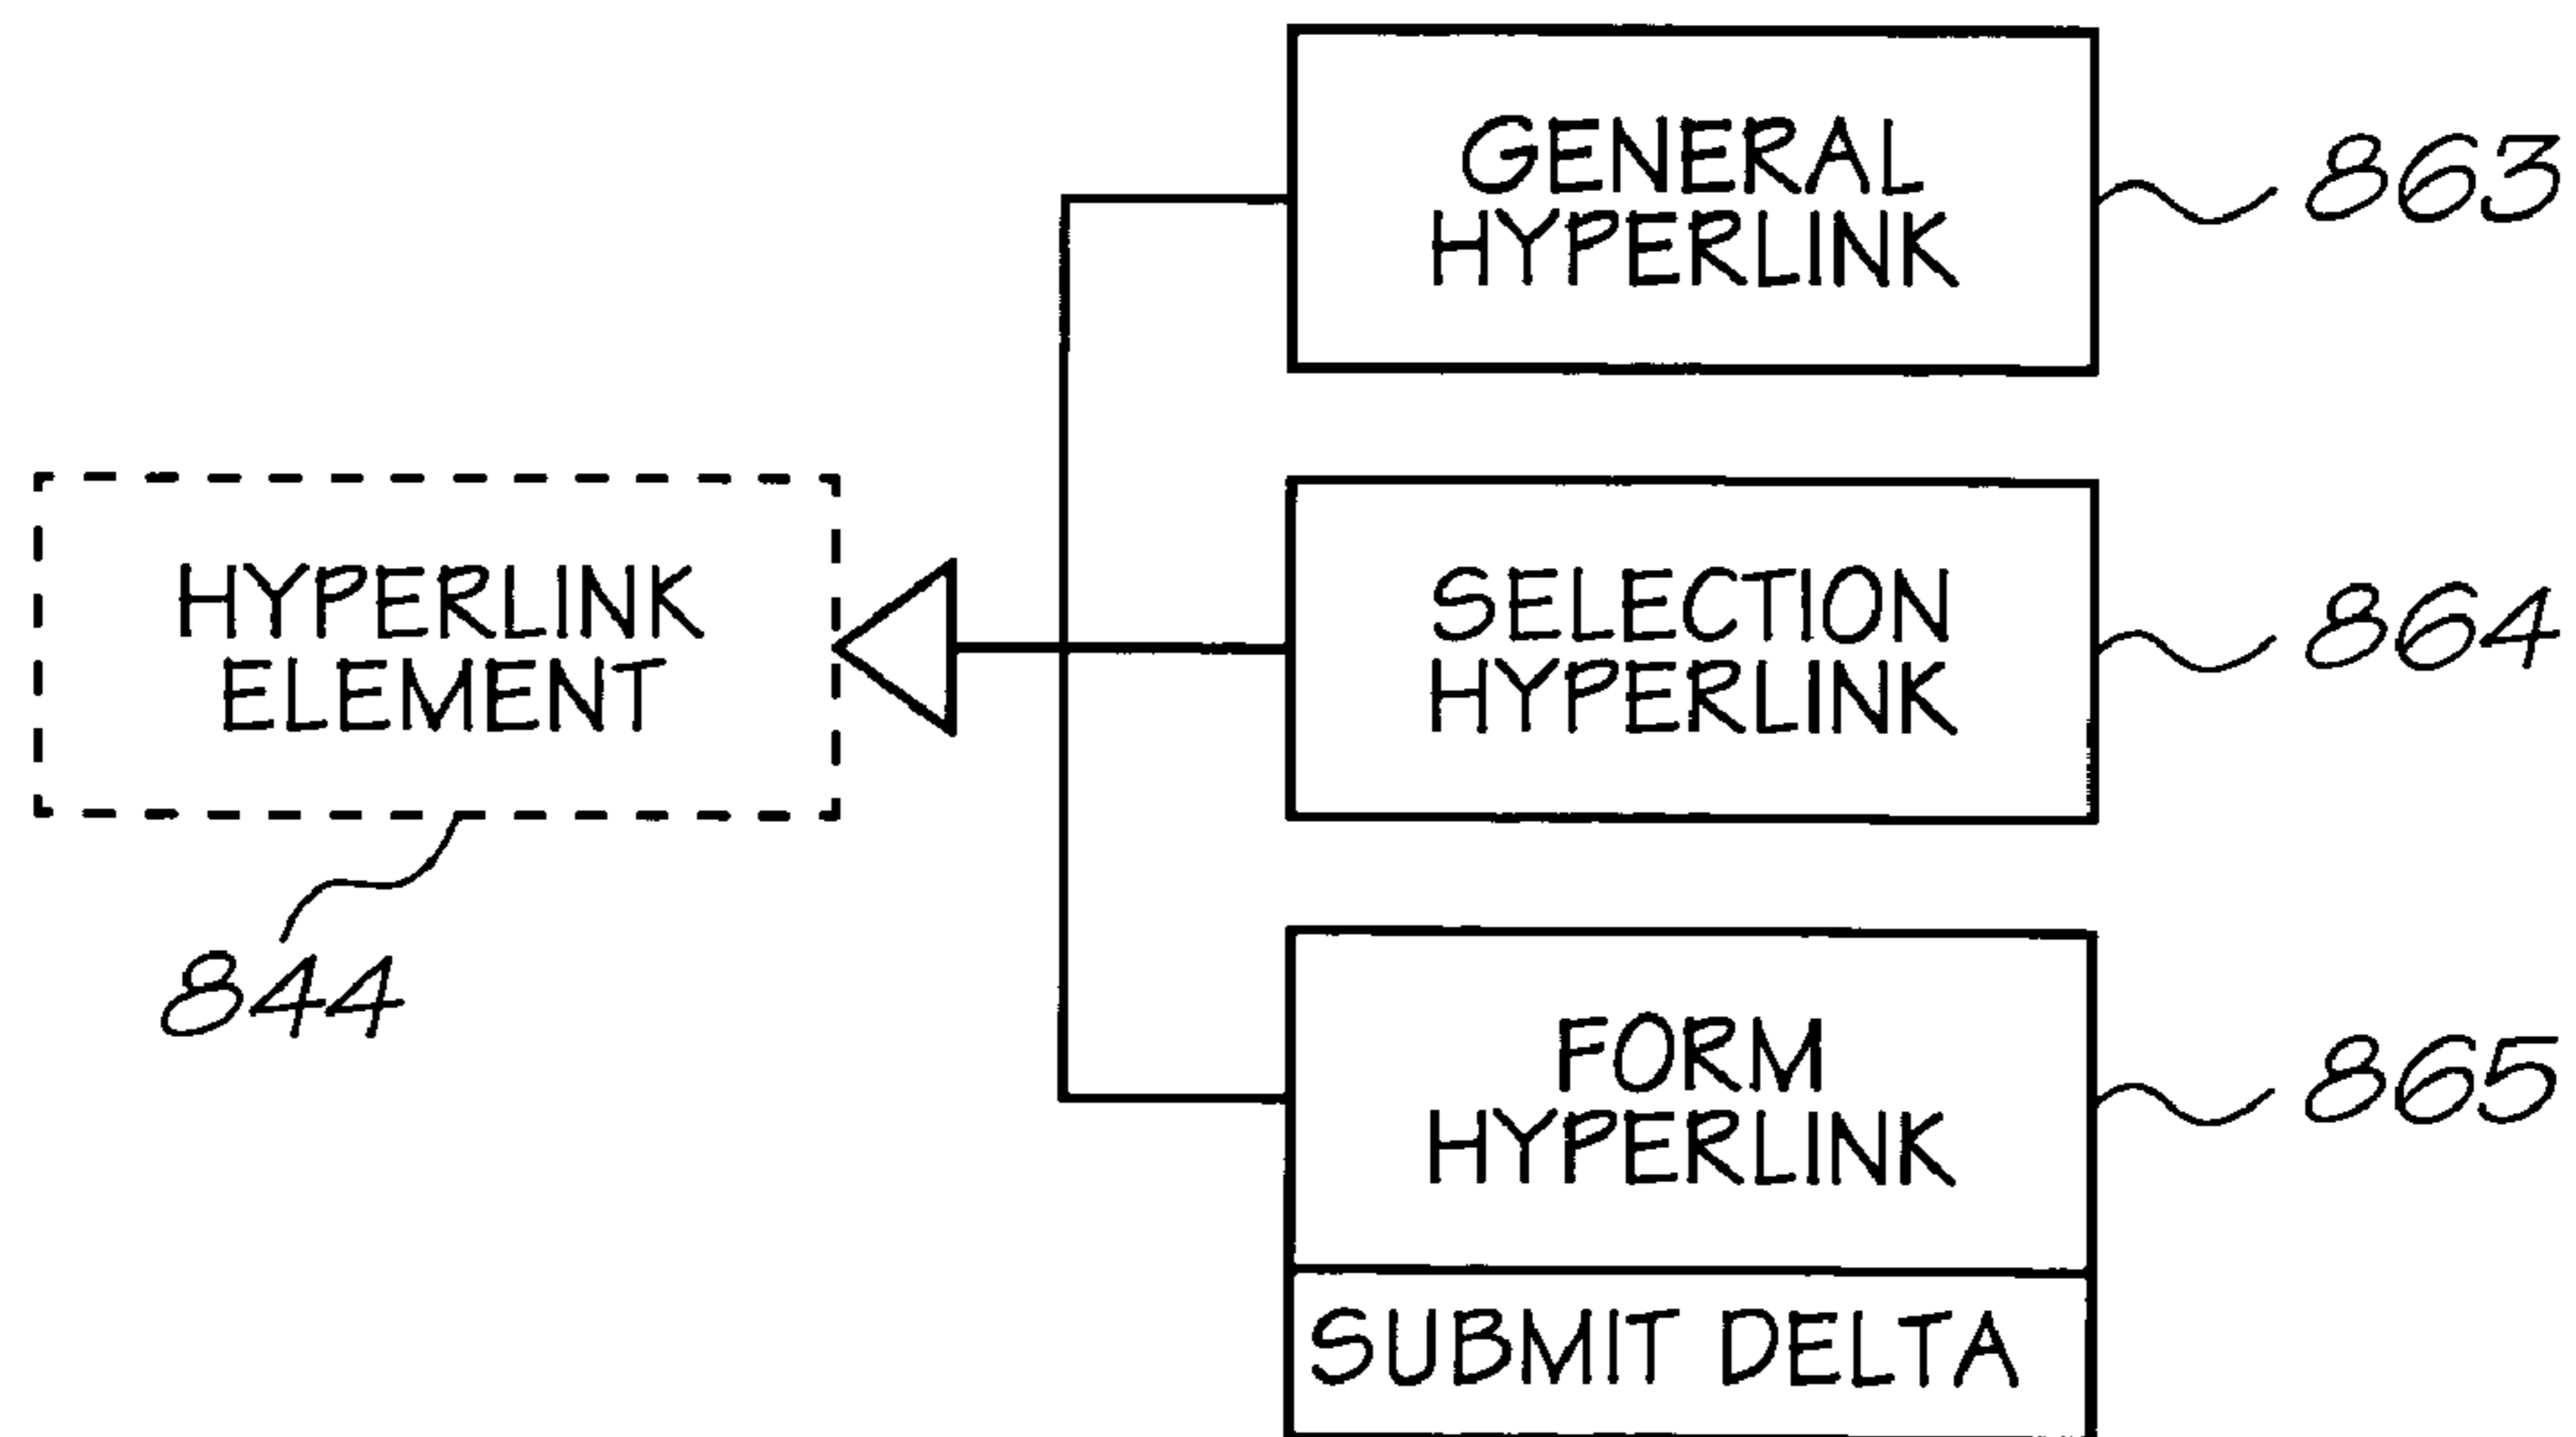 GENERAL
HYPERLINK
863
HYPERLINK
ELEMENT
844
SELECTION
HYPERLINK
864
FORM
HYPERLINK
865
SUBMIT DELTA